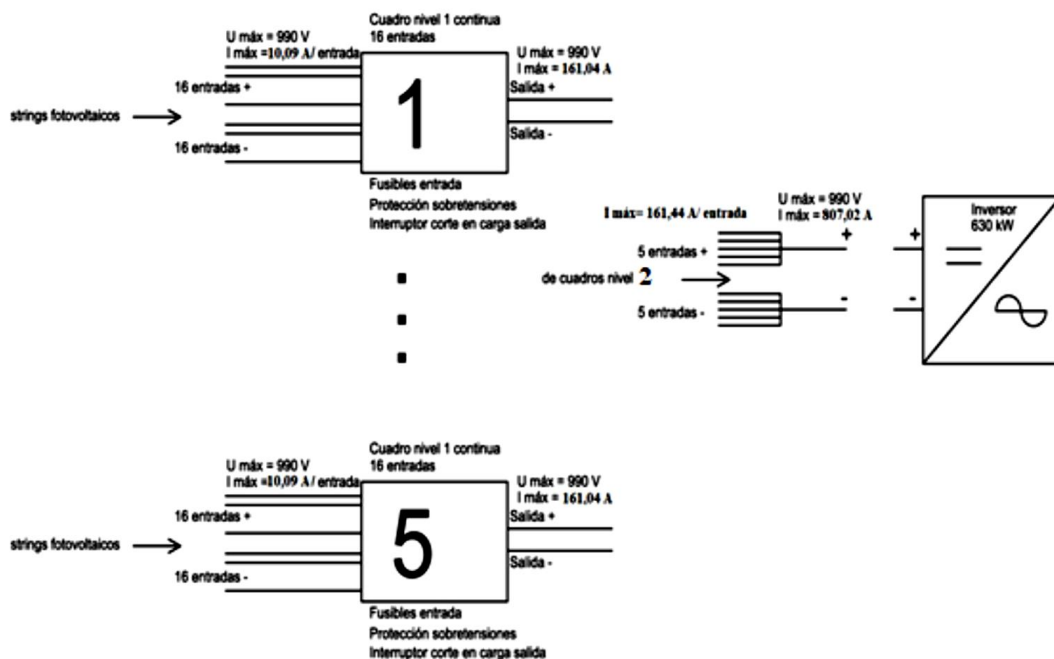 Cuadro nivel 1 continua
16 entradas
U máx = 990 V
I máx =10,09 A/ entrada
16 entradas +
strings fotovoltaicos
16 entradas -
1
U máx = 990 V
I máx = 161,04 A
Salida +
Salida -
Fusibles entrada
Protección sobretensiones
Interruptor corte en carga salida
I máx= 161,44 A/ entrada
U máx = 990 V
I máx = 807,02 A
5 entradas +
de cuadros nivel 2
5 entradas -
+
-
+
-
Inversor
630 kW
Cuadro nivel 1 continua
16 entradas
U máx = 990 V
I máx =10,09 A/ entrada
16 entradas +
strings fotovoltaicos
16 entradas -
5
U máx = 990 V
I máx = 161,04 A
Salida +
Salida -
Fusibles entrada
Protección sobretensiones
Interruptor corte en carga salida